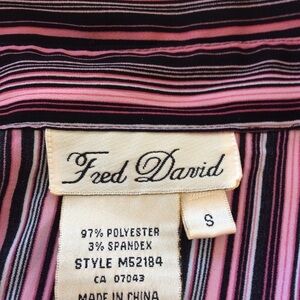 Fred David
S
97% POLYESTER
3% SPANDEX
STYLE M52184
CA 07043
MADE IN CHINA